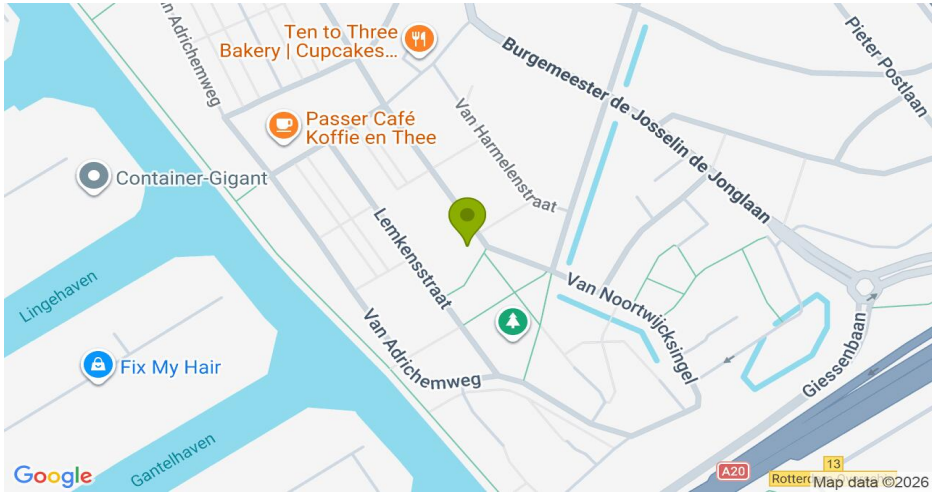 Ten to Three
Bakery | Cupcakes...
Van Adrichemweg
Passer Café
Koffie en Thee
Container-Gigant
Burgemeester de Josselin de Jonglaan
Pieter Postlaan
Van Harmelenstraat
Lemkensstraat
Lingehaven
Van Noortwijcksingel
Van Adrichemweg
Fix My Hair
Giessenbaan
Gantelhaven
A20
13
Google
Map data ©2026